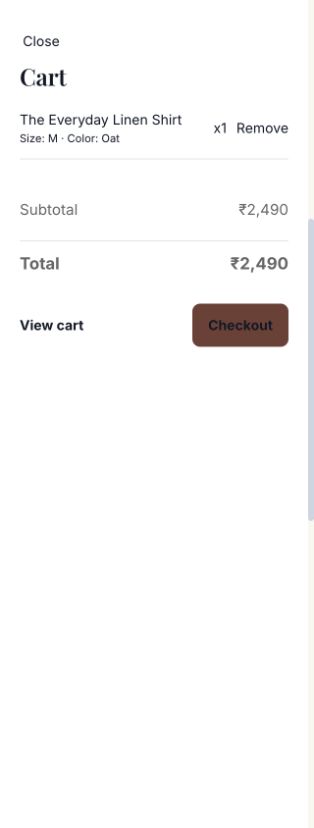 Close
Cart
The Everyday Linen Shirt
Size: M · Color: Oat
x1 Remove
Subtotal ₹2,490
Total ₹2,490
View cart Checkout